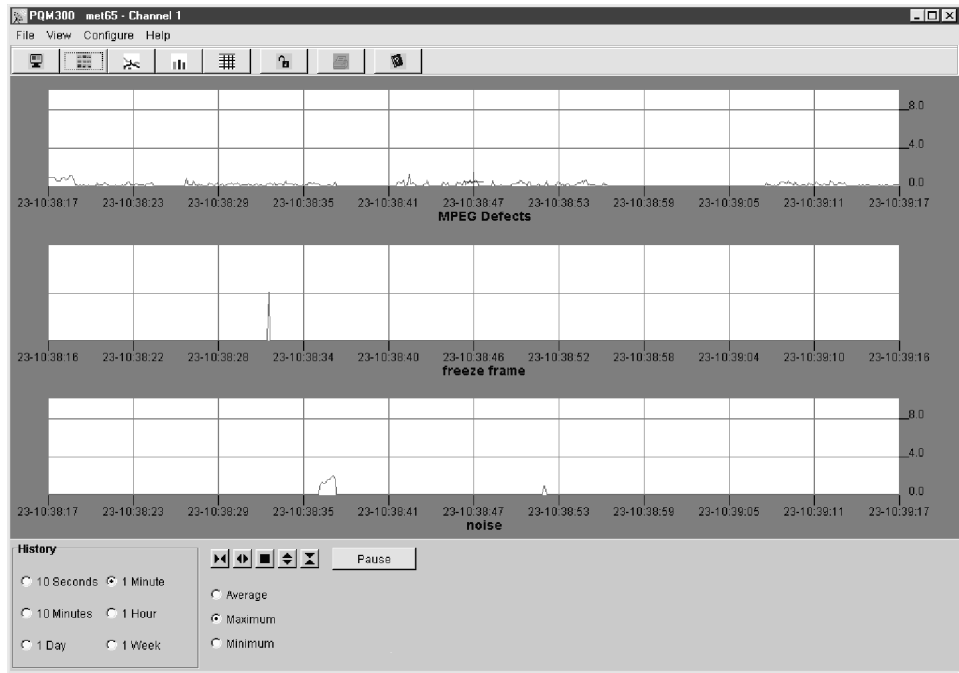 PQM300 met65 - Channel 1
File View Configure Help
8.0
4.0
0.0
23-10:38:17 23-10:38:23 23-10:38:29 23-10:38:35 23-10:38:41 23-10:38:47 23-10:38:53 23-10:38:59 23-10:39:05 23-10:39:11 23-10:39:17
MPEG Defects
23-10:38:16 23-10:38:22 23-10:38:28 23-10:38:34 23-10:38:40 23-10:38:46 23-10:38:52 23-10:38:58 23-10:39:04 23-10:39:10 23-10:39:16
freeze frame
8.0
4.0
0.0
23-10:38:17 23-10:38:23 23-10:38:29 23-10:38:35 23-10:38:41 23-10:38:47 23-10:38:53 23-10:38:59 23-10:39:05 23-10:39:11 23-10:39:17
noise
History
10 Seconds 1 Minute
10 Minutes 1 Hour
1 Day 1 Week
Pause
Average
Maximum
Minimum